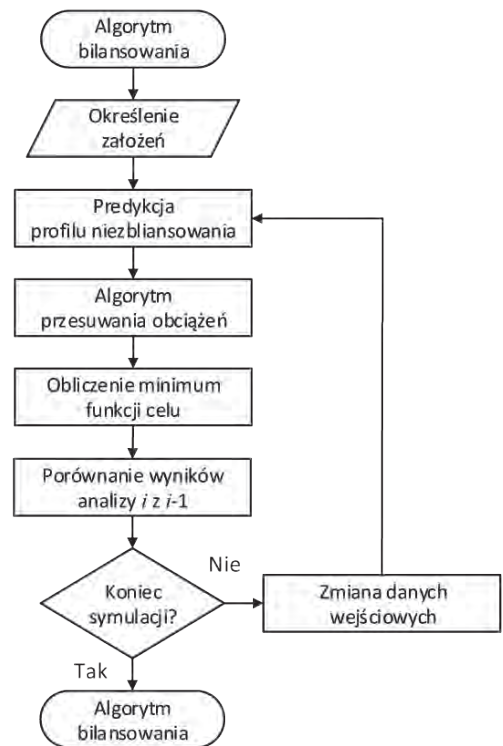 Algorytm
bilansowania
Określenie
założeń
Predykcja
profilu niezbliansowania
Algorytm
przesuwania obciążeń
Obliczenie minimum
funkcji celu
Porównanie wyników
analizy i z i-1
Koniec
symulacji?
Nie
Zmiana danych
wejściowych
Tak
Algorytm
bilansowania